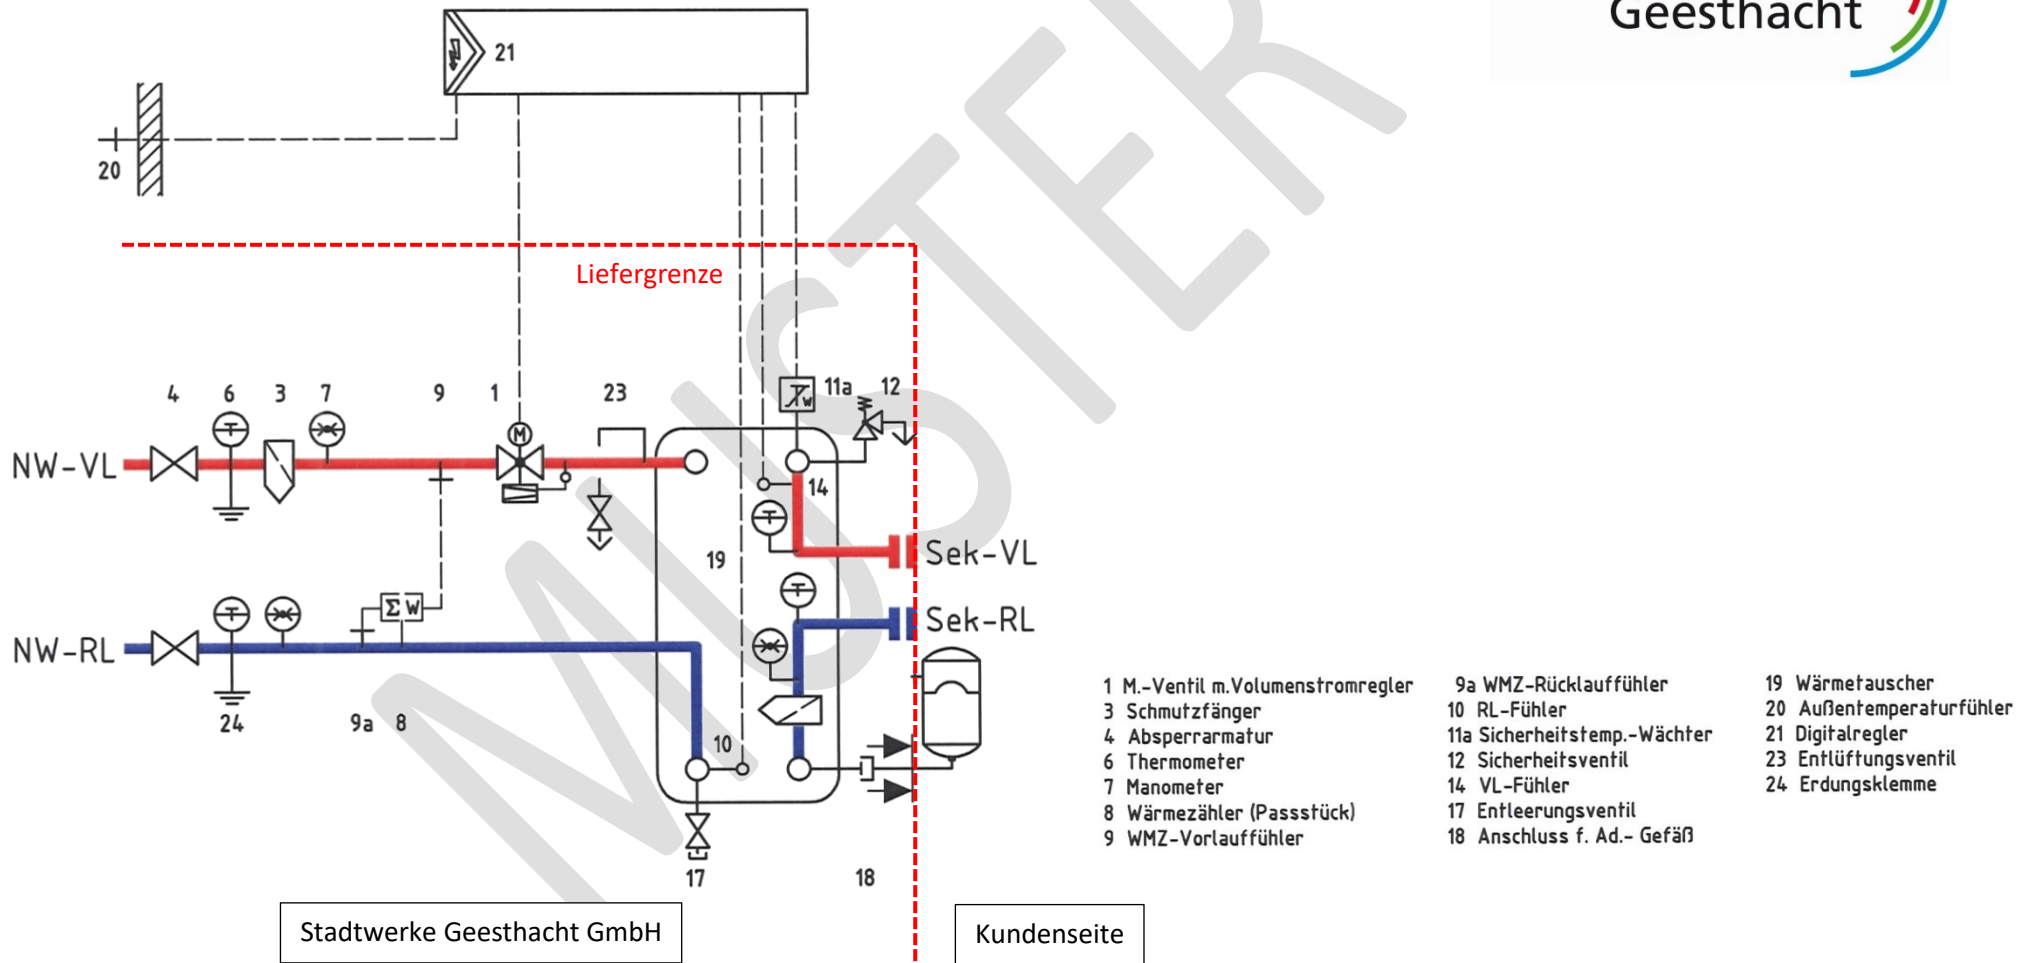 Geesthacht
21
20
Liefergrenze
4 6 3 7 9 1 23 11a 12
M
W
NW-VL
14
19
Sek-VL
Σ W
Sek-RL
NW-RL
24 9a 8 10
17 18
1 M.-Ventil m.Volumenstromregler
3 Schmutzfänger
4 Absperrarmatur
6 Thermometer
7 Manometer
8 Wärmezähler (Passstück)
9 WMZ-Vorlauffühler
9a WMZ-Rücklauffühler
10 RL-Fühler
11a Sicherheitstemp.-Wächter
12 Sicherheitsventil
14 VL-Fühler
17 Entleerungsventil
18 Anschluss f. Ad.- Gefäß
19 Wärmetauscher
20 Außentemperaturfühler
21 Digitalregler
23 Entlüftungsventil
24 Erdungsklemme
Stadtwerke Geesthacht GmbH
Kundenseite
MUSTER